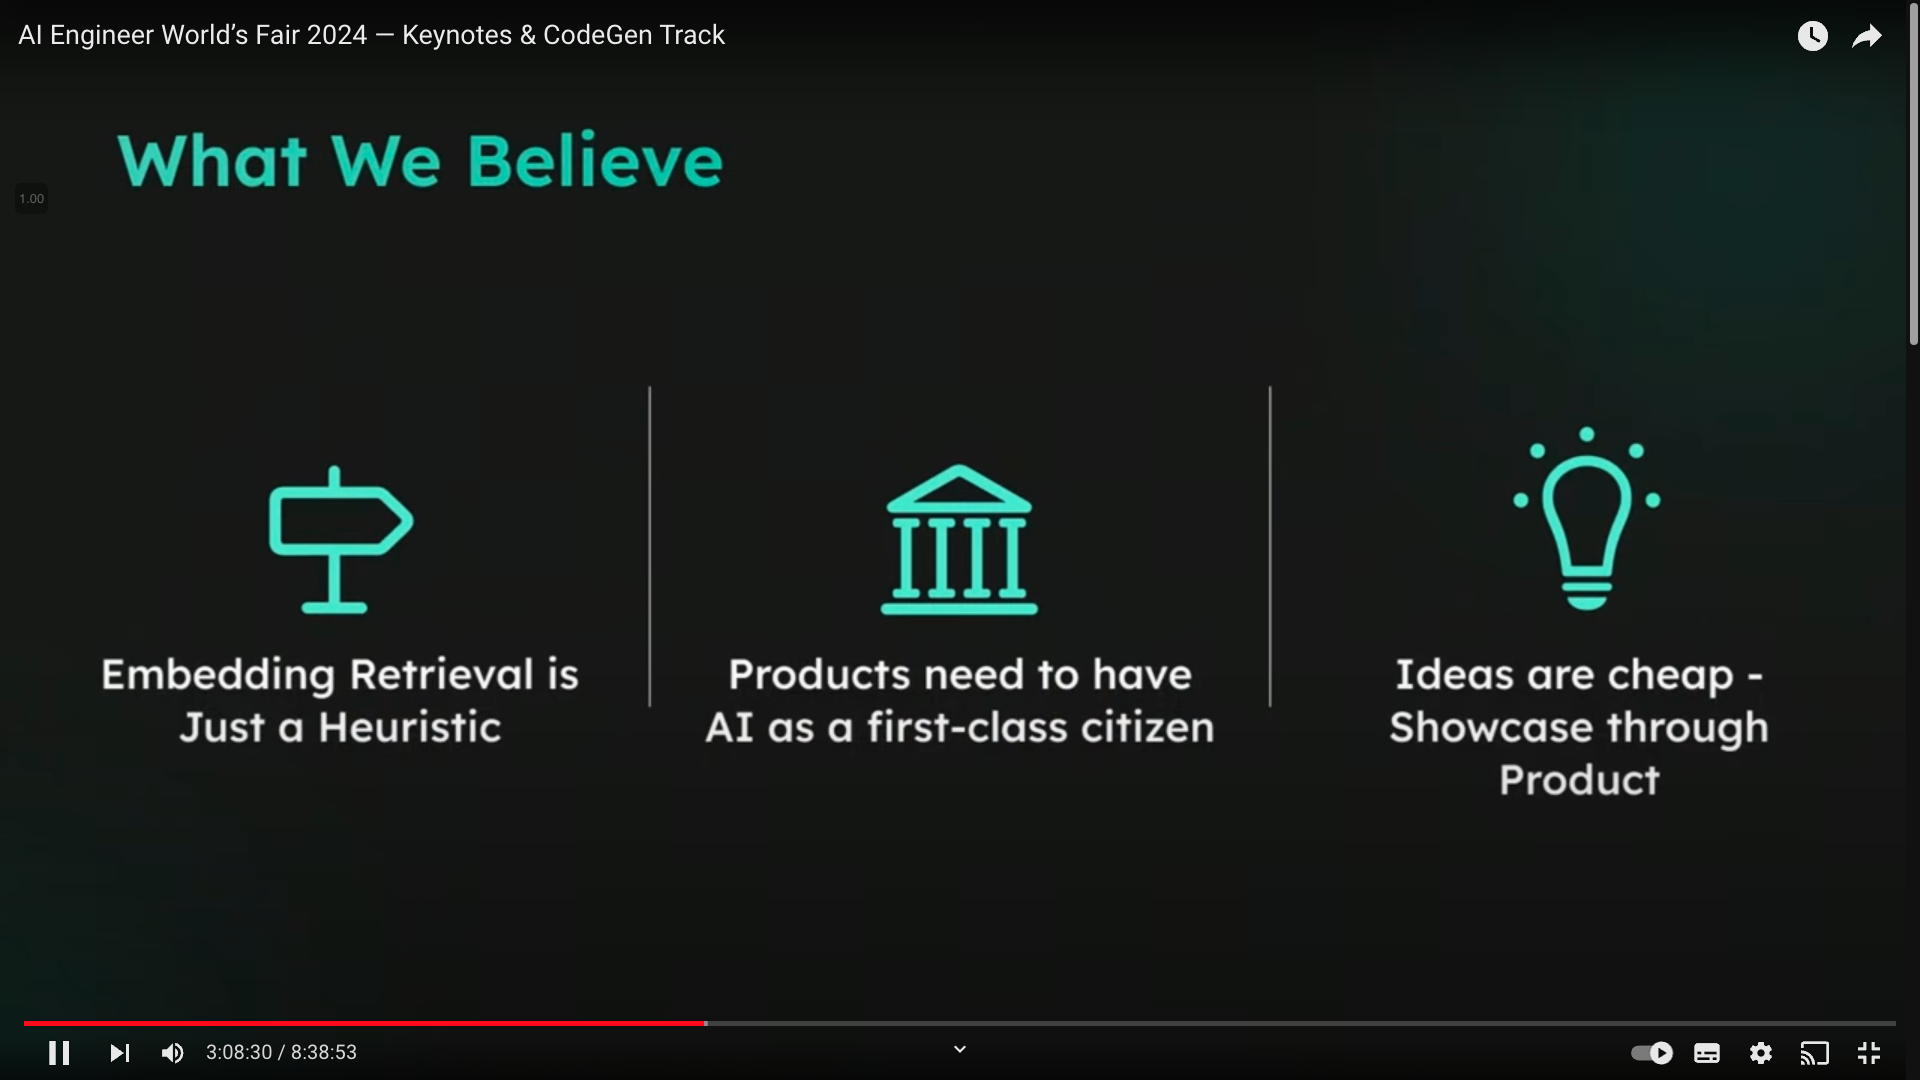 AI Engineer World’s Fair 2024 — Keynotes & CodeGen Track
What We Believe
1.00
Embedding Retrieval is
Just a Heuristic
Products need to have
AI as a first-class citizen
Ideas are cheap -
Showcase through
Product
3:08:30 / 8:38:53